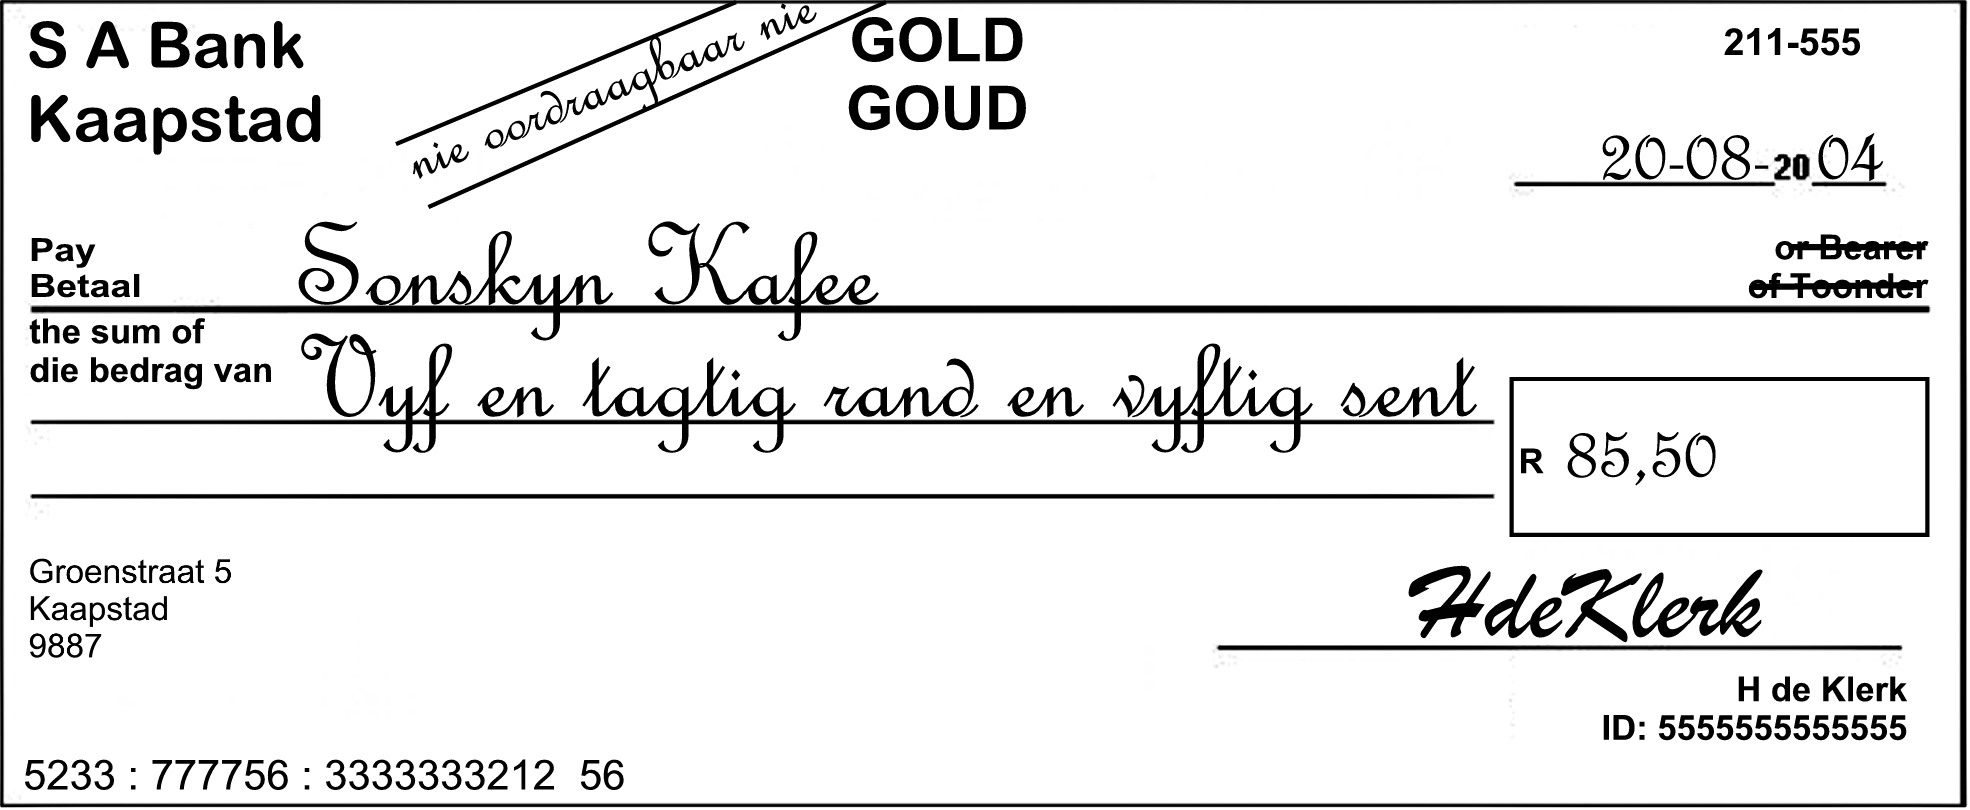 S A Bank
Kaapstad
nie oordraagbaar nie
GOLD
GOUD
211-555
20-08-2004
Pay
Betaal
Sonskyn Kafee
or Bearer
of Toonder
the sum of
die bedrag van
Vyf en tagtig rand en vyftig sent
R 85,50
Groenstraat 5
Kaapstad
9887
HdeKlerk
H de Klerk
ID: 5555555555555
5233 : 777756 : 3333333212 56